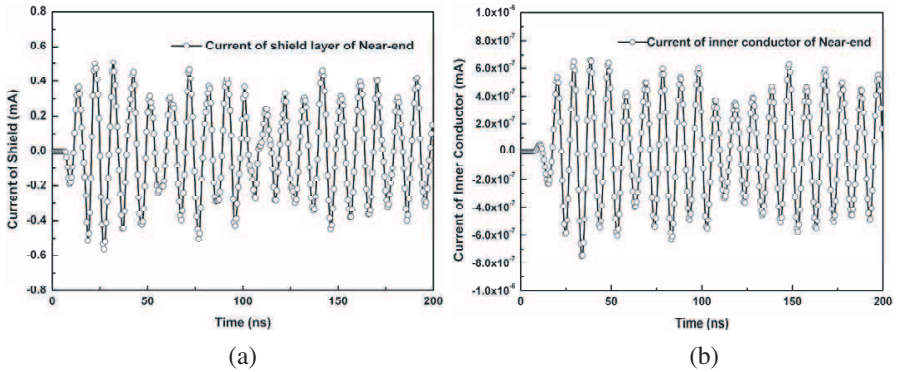 0.8
0.6
0.4
0.2
0.0
-0.2
-0.4
-0.6
-0.8
Current of Shield (mA)
Current of shield layer of Near-end
0 50 100 150 200
Time (ns)
(a)
1.0x10⁻⁶
8.0x10⁻⁷
6.0x10⁻⁷
4.0x10⁻⁷
2.0x10⁻⁷
0.0
-2.0x10⁻⁷
-4.0x10⁻⁷
-6.0x10⁻⁷
-8.0x10⁻⁷
-1.0x10⁻⁶
Current of Inner Conductor (mA)
Current of inner conductor of Near-end
0 50 100 150 200
Time (ns)
(b)